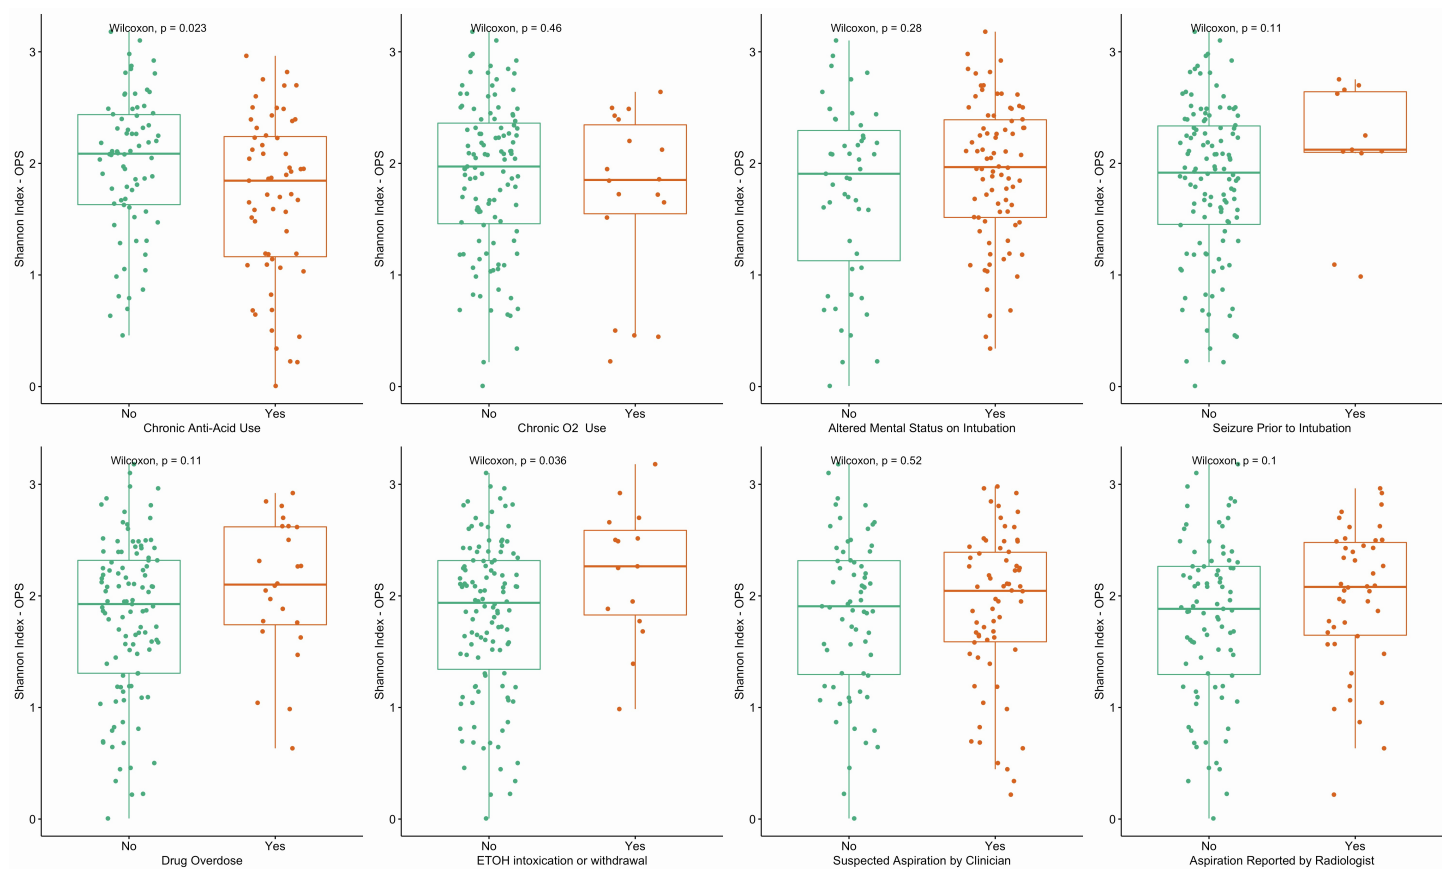 Wilcoxon, p = 0.023
Shannon Index - OPS
3
2
1
0
No Yes
Chronic Anti-Acid Use
Wilcoxon, p = 0.46
Shannon Index - OPS
3
2
1
0
No Yes
Chronic O2  Use
Wilcoxon, p = 0.28
Shannon Index - OPS
3
2
1
0
No Yes
Altered Mental Status on Intubation
Wilcoxon, p = 0.11
Shannon Index - OPS
3
2
1
0
No Yes
Seizure Prior to Intubation
Wilcoxon, p = 0.11
Shannon Index - OPS
3
2
1
0
No Yes
Drug Overdose
Wilcoxon, p = 0.036
Shannon Index - OPS
3
2
1
0
No Yes
ETOH intoxication or withdrawal
Wilcoxon, p = 0.52
Shannon Index - OPS
3
2
1
0
No Yes
Suspected Aspiration by Clinician
Wilcoxon, p = 0.1
Shannon Index - OPS
3
2
1
0
No Yes
Aspiration Reported by Radiologist